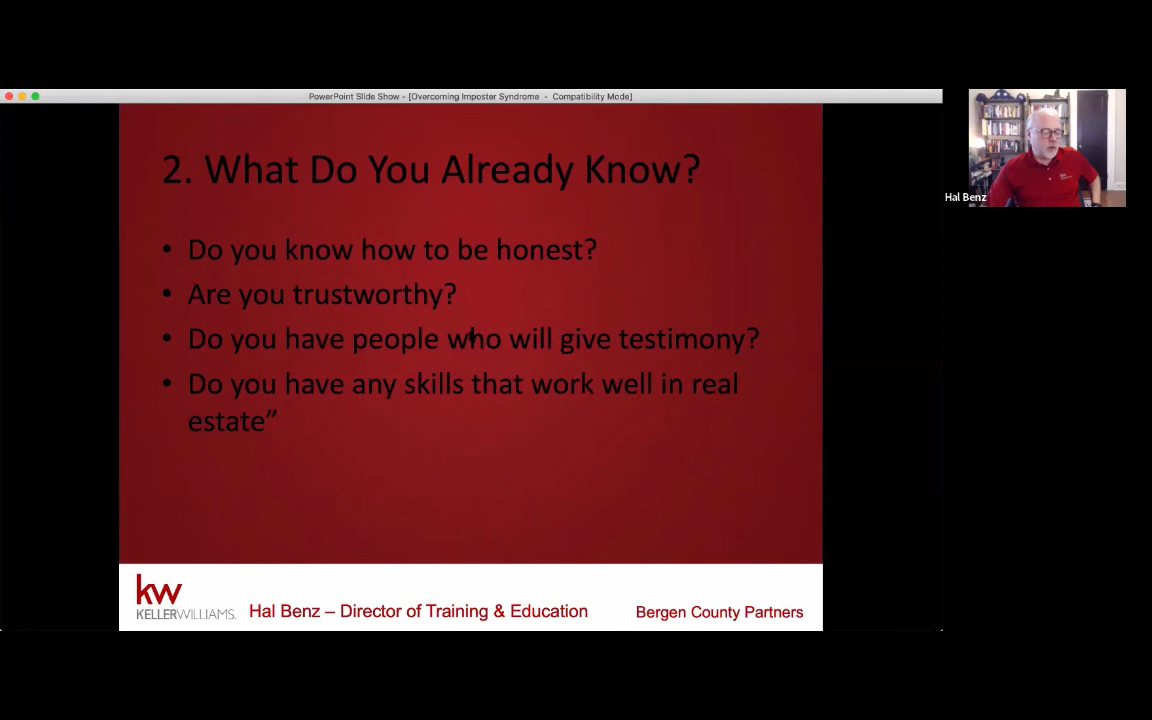 PowerPoint Slide Show - [Overcoming Imposter Syndrome - Compatibility Mode]
2. What Do You Already Know?
• Do you know how to be honest?
• Are you trustworthy?
• Do you have people who will give testimony?
• Do you have any skills that work well in real
estate”
kw
KELLERWILLIAMS.
Hal Benz – Director of Training & Education
Bergen County Partners
Hal Benz